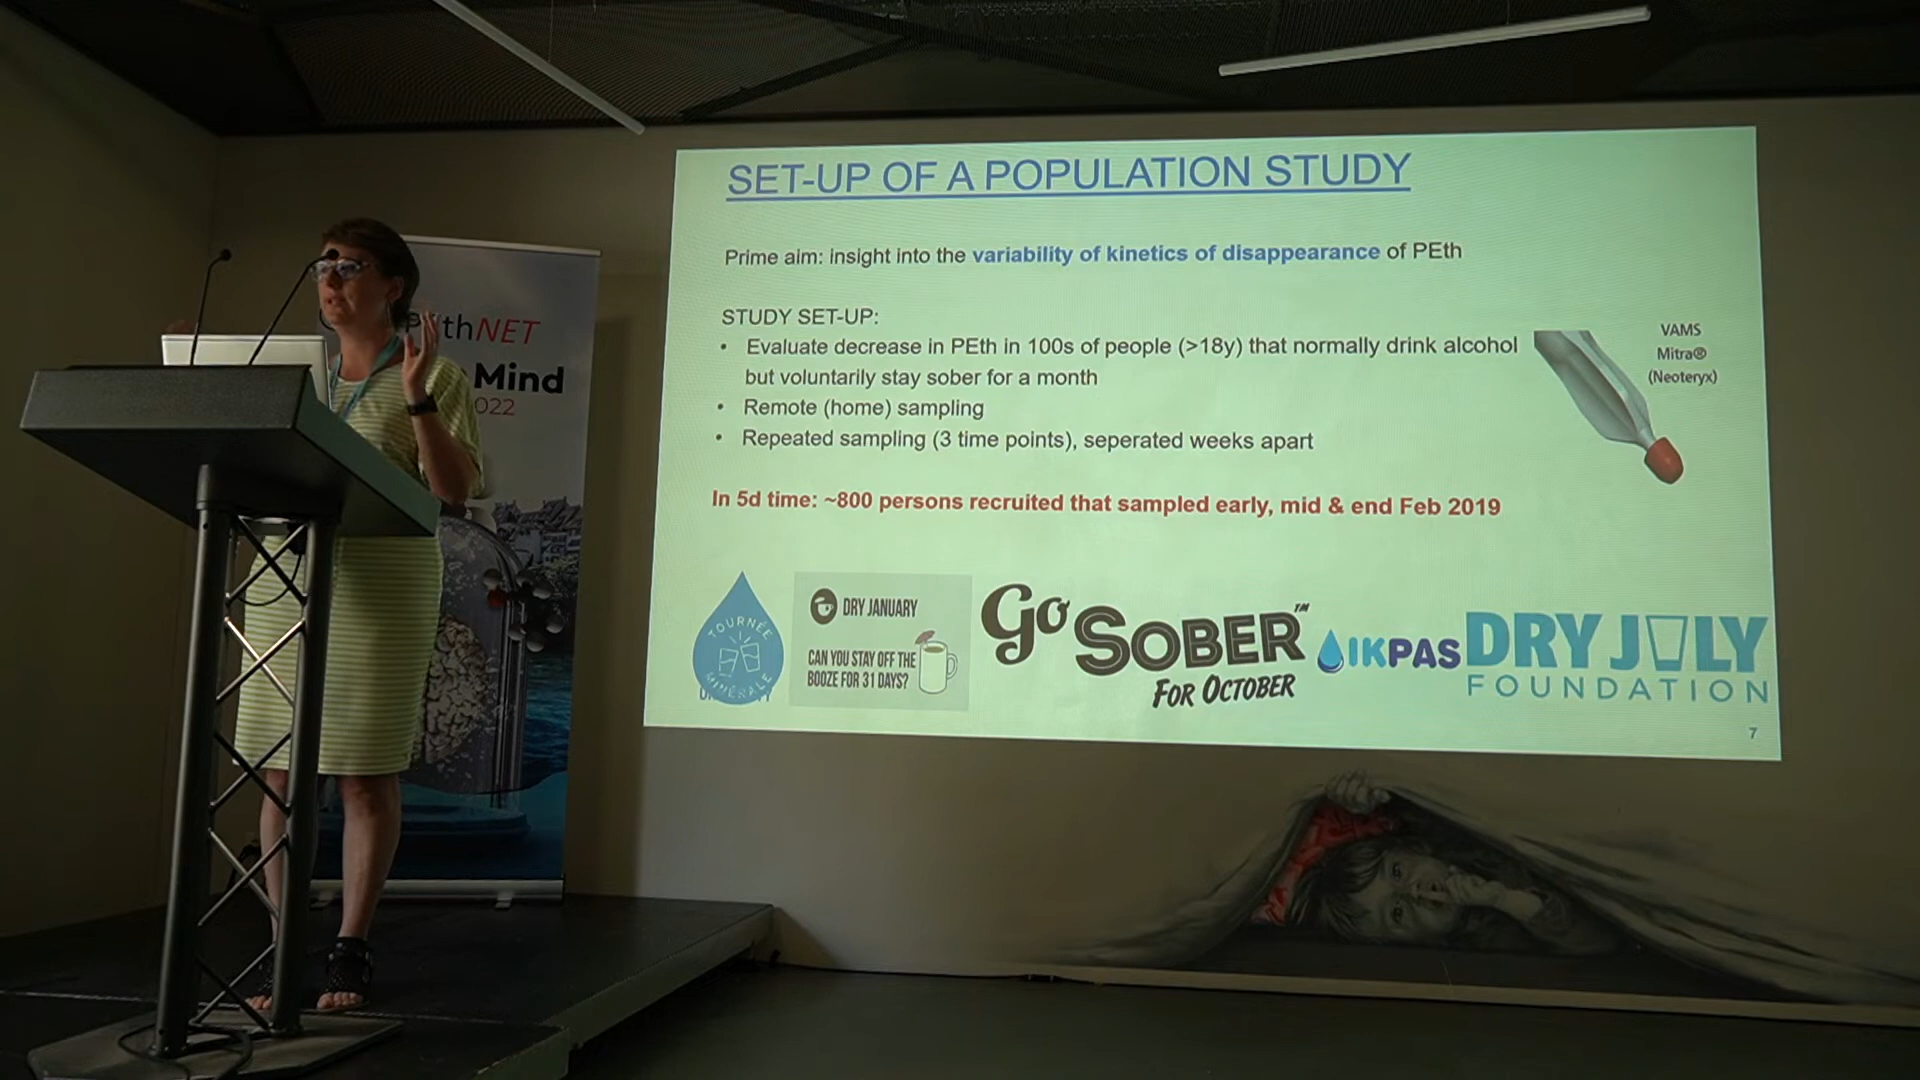 SET-UP OF A POPULATION STUDY
Prime aim: insight into the variability of kinetics of disappearance of PEth
STUDY SET-UP:
• Evaluate decrease in PEth in 100s of people (>18y) that normally drink alcohol
but voluntarily stay sober for a month
• Remote (home) sampling
• Repeated sampling (3 time points), seperated weeks apart
VAMS
Mitra®
(Neoteryx)
In 5d time: ~800 persons recruited that sampled early, mid & end Feb 2019
TOURNÉE
MINÉRALE
DRY JANUARY
CAN YOU STAY OFF THE
BOOZE FOR 31 DAYS?
Go SOBER™
FOR OCTOBER
IKPAS
DRY JULY
FOUNDATION
7
thNET
Mind
022